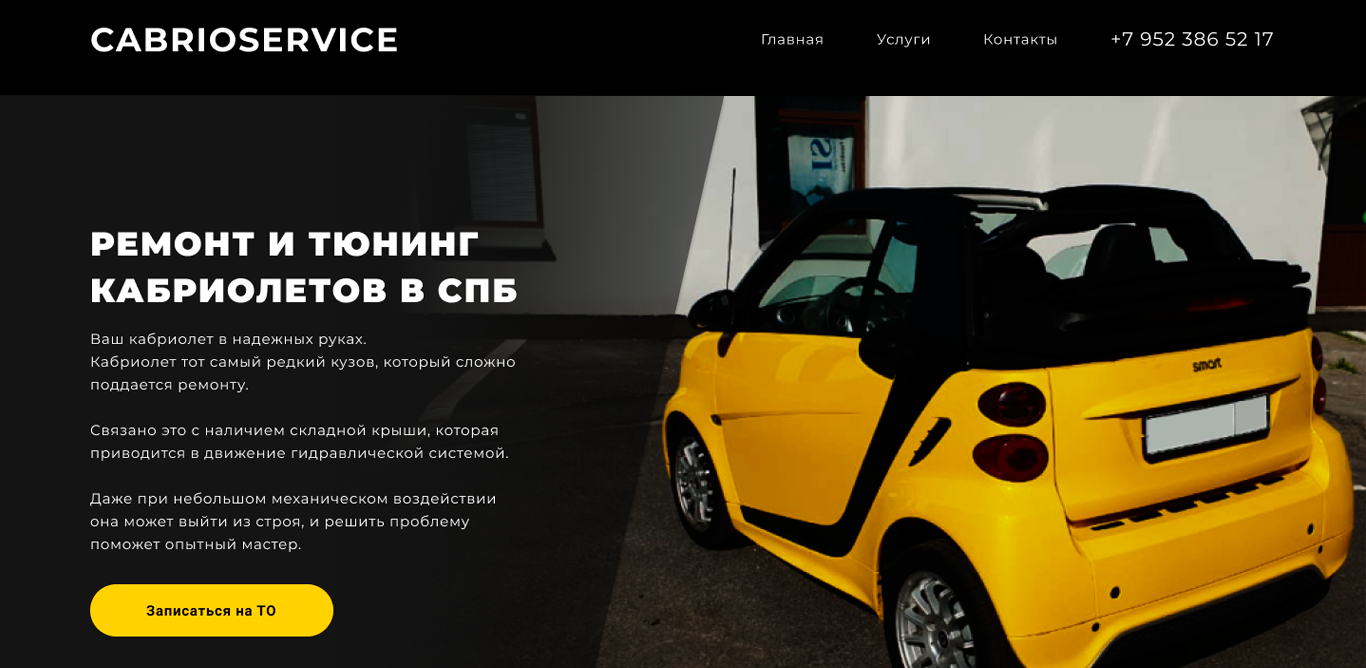 CABRIOSERVICE
Главная
Услуги
Контакты
+7 952 386 52 17
РЕМОНТ И ТЮНИНГ
КАБРИОЛЕТОВ В СПБ
Ваш кабриолет в надежных руках.
Кабриолет тот самый редкий кузов, который сложно
поддается ремонту.
Связано это с наличием складной крыши, которая
приводится в движение гидравлической системой.
Даже при небольшом механическом воздействии
она может выйти из строя, и решить проблему
поможет опытный мастер.
Записаться на ТО
smart